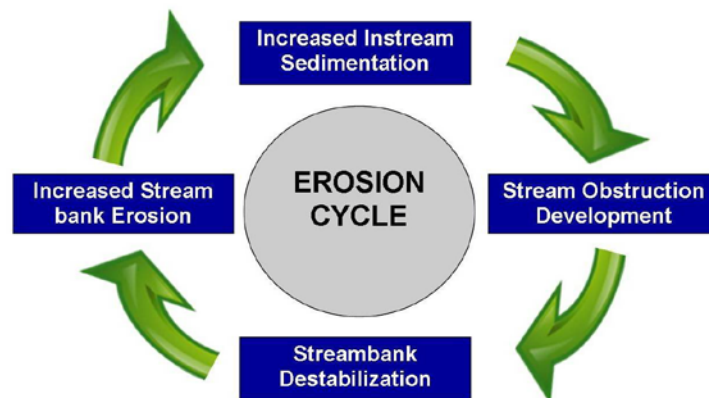 Increased Instream
Sedimentation
Increased Stream
bank Erosion
EROSION
CYCLE
Stream Obstruction
Development
Streambank
Destabilization